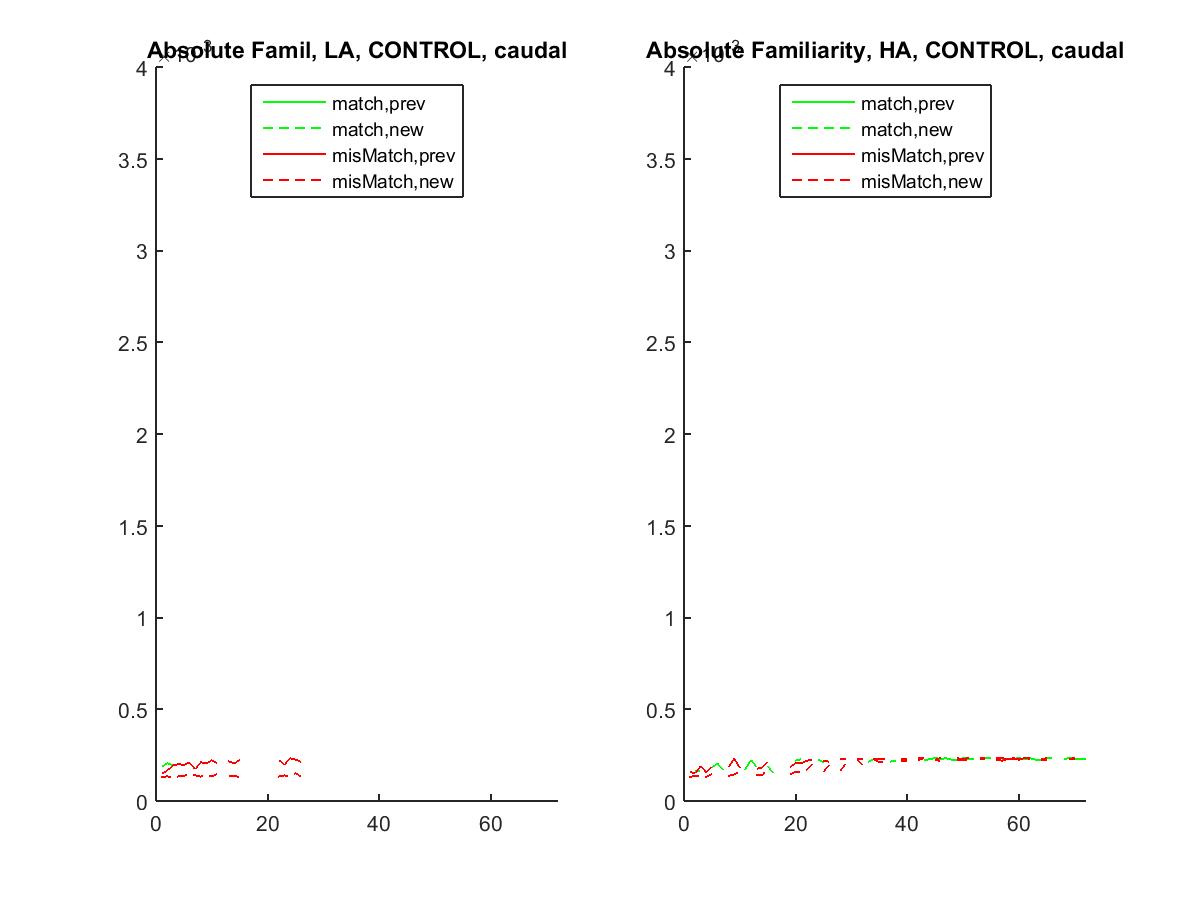 Absolute Famil, LA, CONTROL, caudal
×10
4
3.5
3
2.5
2
1.5
1
0.5
0
0 20 40 60
match,prev
match,new
misMatch,prev
misMatch,new
Absolute Familiarity, HA, CONTROL, caudal
×10
4
3.5
3
2.5
2
1.5
1
0.5
0
0 20 40 60
match,prev
match,new
misMatch,prev
misMatch,new